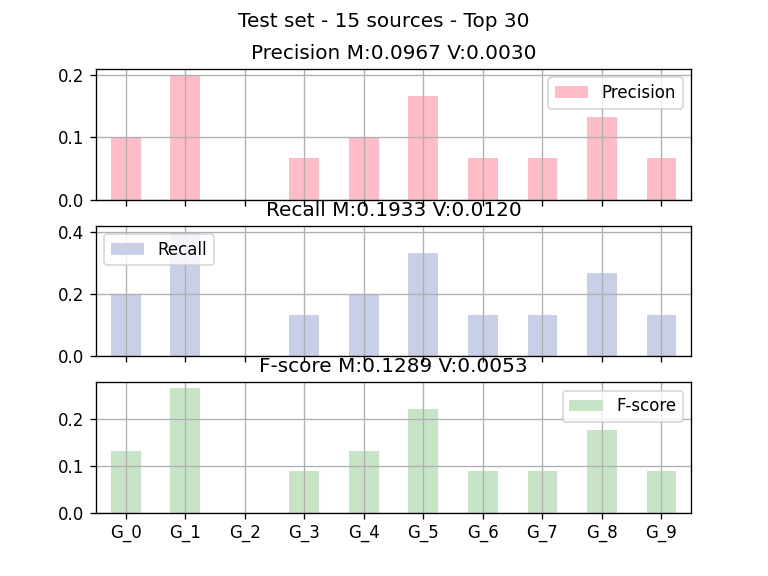 Test set - 15 sources - Top 30
Precision M:0.0967 V:0.0030
0.2
0.1
0.0
Precision
Recall M:0.1933 V:0.0120
0.4
0.2
0.0
Recall
F-score M:0.1289 V:0.0053
0.2
0.1
0.0
F-score
G_0 G_1 G_2 G_3 G_4 G_5 G_6 G_7 G_8 G_9